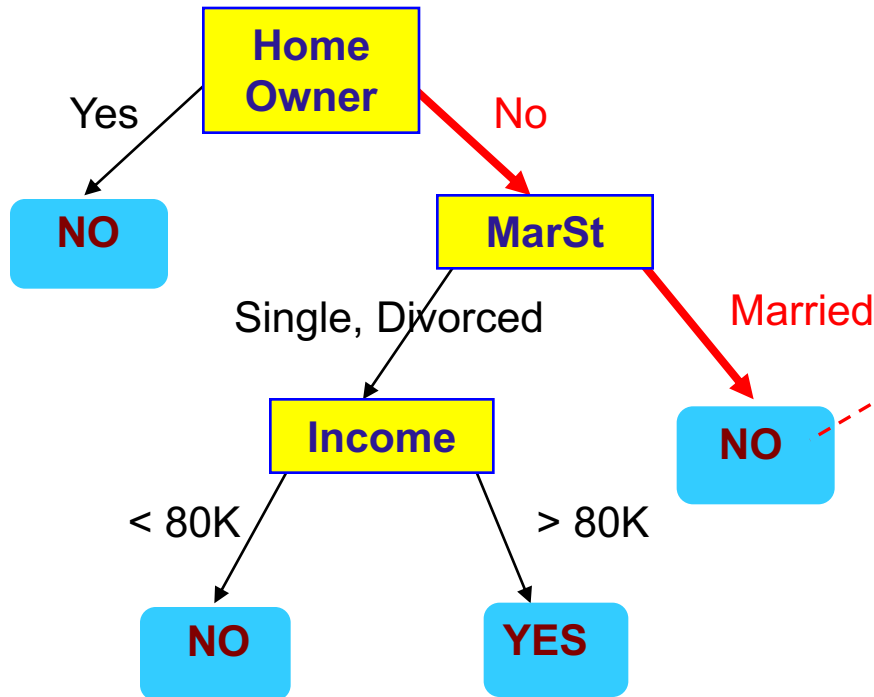 Home
Owner
Yes
No
NO
MarSt
Single, Divorced
Married
Income
NO
< 80K
> 80K
NO
YES